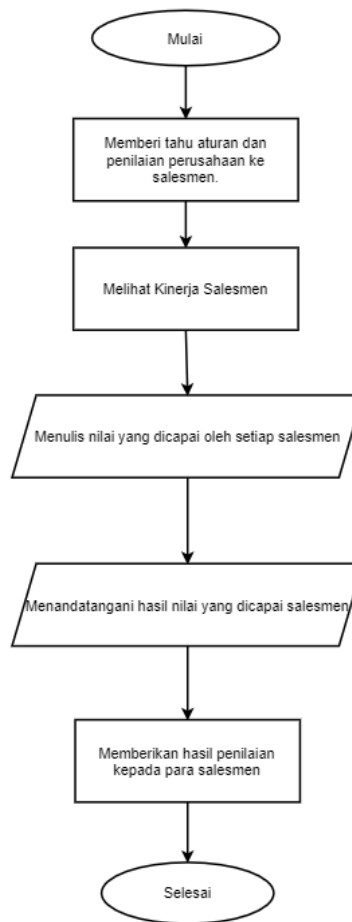 Mulai
Memberi tahu aturan dan
penilaian perusahaan ke
salesmen.
Melihat Kinerja Salesmen
Menulis nilai yang dicapai oleh setiap salesmen
Menandatangani hasil nilai yang dicapai salesmen
Memberikan hasil penilaian
kepada para salesmen
Selesai